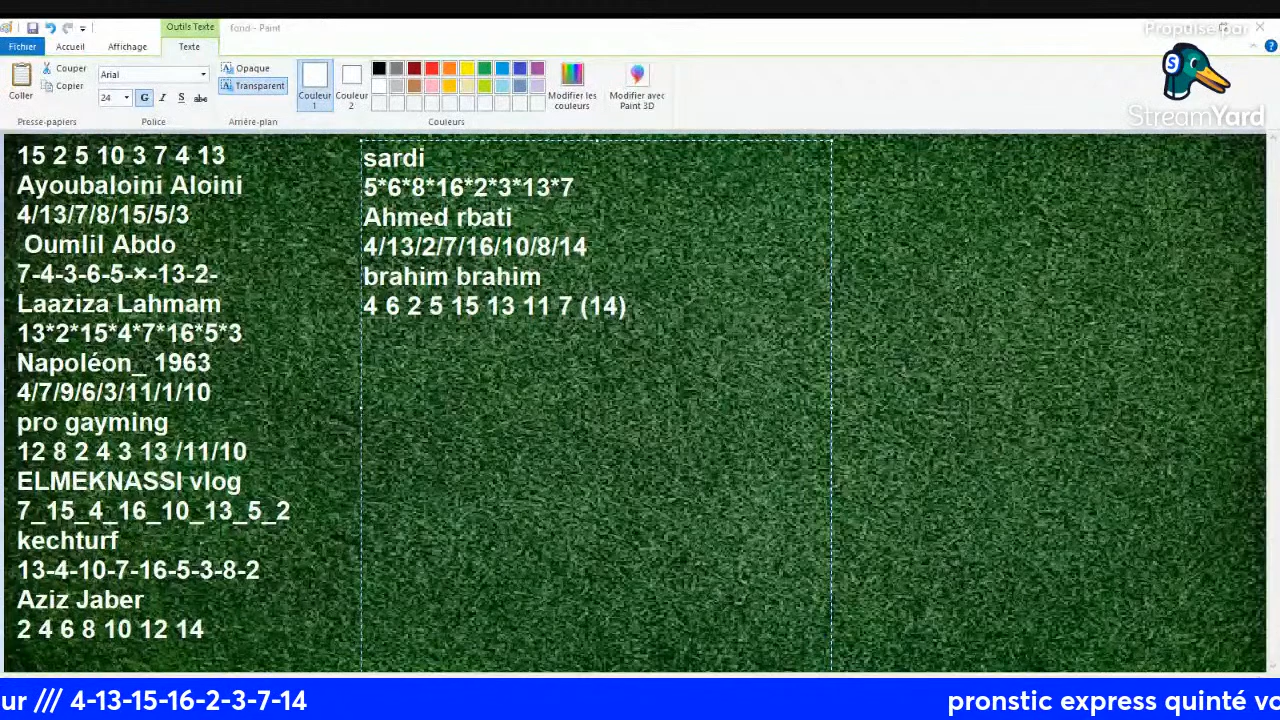 Outils Texte
fond - Paint
Propulsé par
Fichier
Accueil
Affichage
Texte
Coller
Couper
Copier
Presse-papiers
Arial
24
G I S abc
Police
Opaque
Transparent
Arrière-plan
Couleur 1
Couleur 2
Couleurs
Modifier les couleurs
Modifier avec Paint 3D
StreamYard
15 2 5 10 3 7 4 13
Ayoubaloini Aloini
4/13/7/8/15/5/3
Oumlil Abdo
7-4-3-6-5-×-13-2-
Laaziza Lahmam
13*2*15*4*7*16*5*3
Napoléon_ 1963
4/7/9/6/3/11/1/10
pro gayming
12 8 2 4 3 13 /11/10
ELMEKNASSI vlog
7_15_4_16_10_13_5_2
kechturf
13-4-10-7-16-5-3-8-2
Aziz Jaber
2 4 6 8 10 12 14
sardi
5*6*8*16*2*3*13*7
Ahmed rbati
4/13/2/7/16/10/8/14
brahim brahim
4 6 2 5 15 13 11 7 (14)
ur /// 4-13-15-16-2-3-7-14
pronstic express quinté vo